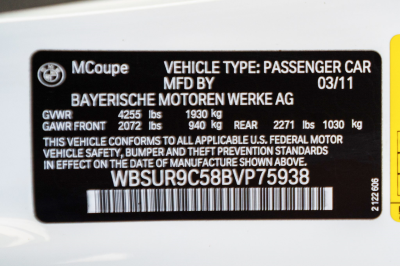 MCoupe VEHICLE TYPE: PASSENGER CAR
MFD BY 03/11
BAYERISCHE MOTOREN WERKE AG
GVWR 4255 lbs 1930 kg
GAWR FRONT 2072 lbs 940 kg REAR 2271 lbs 1030 kg
THIS VEHICLE CONFORMS TO ALL APPLICABLE U.S. FEDERAL MOTOR
VEHICLE SAFETY, BUMPER, AND THEFT PREVENTION STANDARDS
IN EFFECT ON THE DATE OF MANUFACTURE SHOWN ABOVE.
WBSUR9C58BVP75938
2 122 606